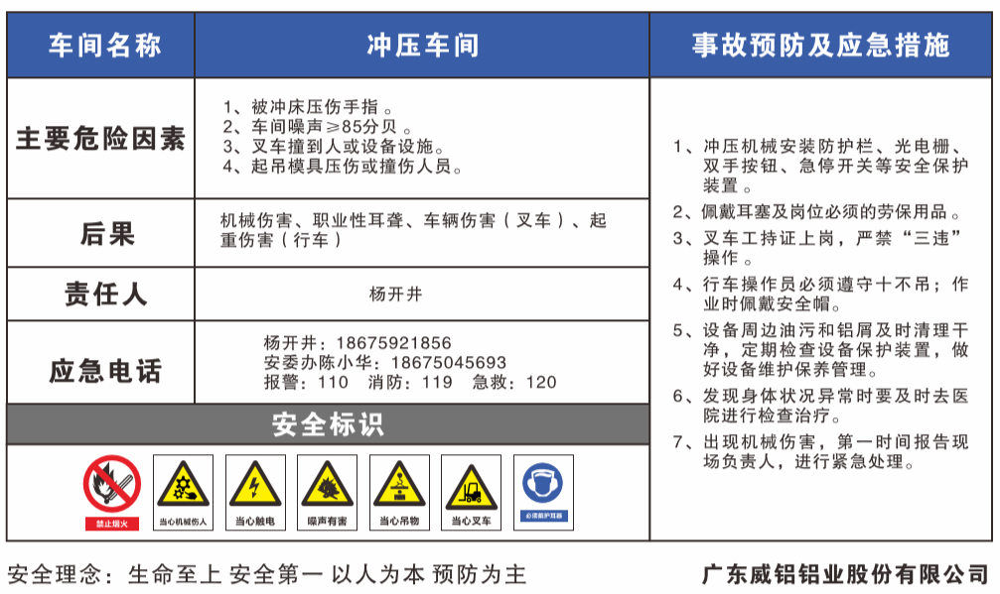 车间名称
冲压车间
事故预防及应急措施
主要危险因素
1、被冲床压伤手指 。
2、车间噪声≥85分贝 。
3、叉车撞到人或设备设施。
4、起吊模具压伤或撞伤人员。
后果
机械伤害、职业性耳聋、车辆伤害（叉车）、起
重伤害（行车）
责任人
杨开井
应急电话
杨开井：18675921856
安委办陈小华：18675045693
报警：110 消防：119 急救：120
1、冲压机械安装防护栏、光电栅、
双手按钮、急停开关等安全保护
装置 。
2、佩戴耳塞及岗位必须的劳保用品 。
3、叉车工持证上岗，严禁“三违”
操作 。
4、行车操作员必须遵守十不吊；作
业时佩戴安全帽。
5、设备周边油污和铝屑及时清理干
净，定期检查设备保护装置，做
好设备维护保养管理。
6、发现身体状况异常时要及时去医
院进行检查治疗。
7、出现机械伤害，第一时间报告现
场负责人，进行紧急处理。
安全标识
禁止烟火
当心机械伤人
当心触电
噪声有害
当心吊物
当心叉车
必须戴护耳器
安全理念：生命至上 安全第一 以人为本 预防为主
广东威铝铝业股份有限公司